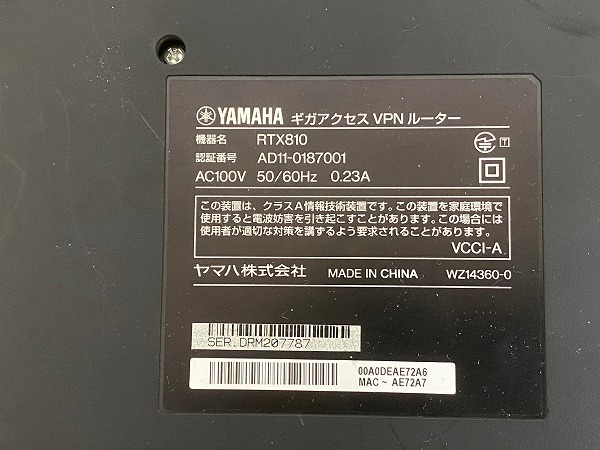 YAMAHA ギガアクセス VPN ルーター
機器名 RTX810
認証番号 AD11-0187001
AC100V 50/60Hz 0.23A
T
この装置は、クラスA情報技術装置です。この装置を家庭環境で
使用すると電波妨害を引き起こすことがあります。この場合には
使用者が適切な対策を講ずるよう要求されることがあります。
VCCI-A
ヤマハ株式会社 MADE IN CHINA WZ14360-0
SER.DRM207787
00A0DEAE72A6
MAC ~ AE72A7